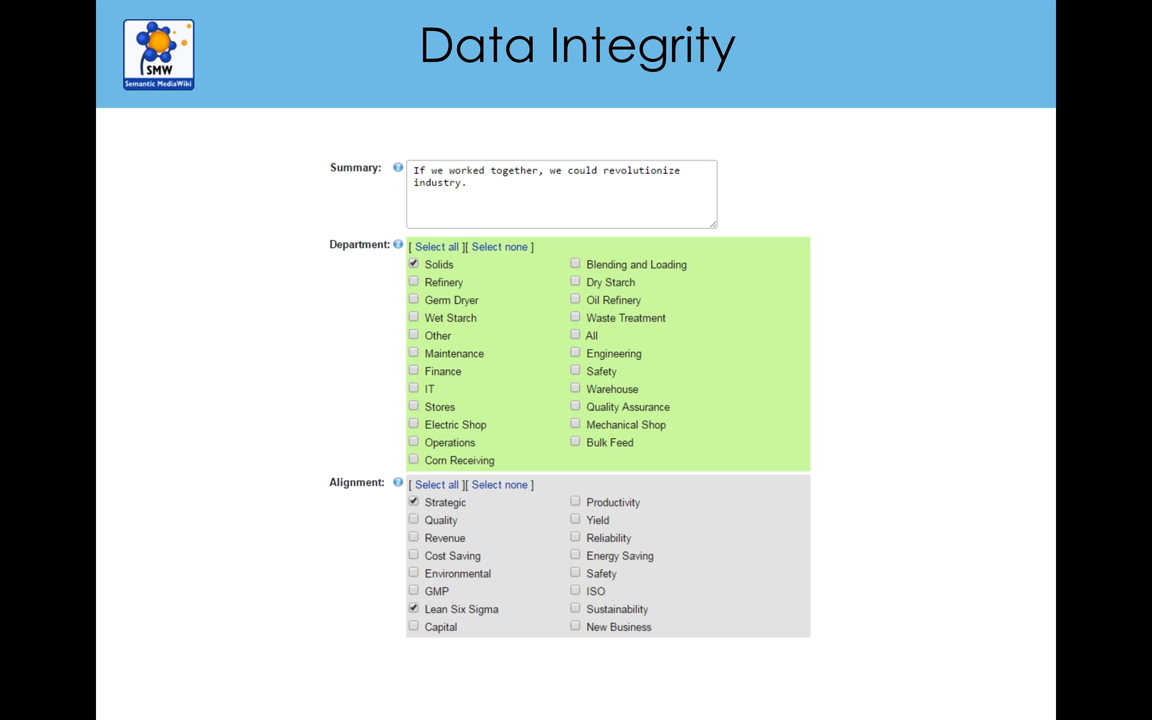 Data Integrity
SMW
Semantic MediaWiki
Summary:
If we worked together, we could revolutionize
industry.
Department: [ Select all ][ Select none ]
Solids Blending and Loading
Refinery Dry Starch
Germ Dryer Oil Refinery
Wet Starch Waste Treatment
Other All
Maintenance Engineering
Finance Safety
IT Warehouse
Stores Quality Assurance
Electric Shop Mechanical Shop
Operations Bulk Feed
Corn Receiving
Alignment: [ Select all ][ Select none ]
Strategic Productivity
Quality Yield
Revenue Reliability
Cost Saving Energy Saving
Environmental Safety
GMP ISO
Lean Six Sigma Sustainability
Capital New Business